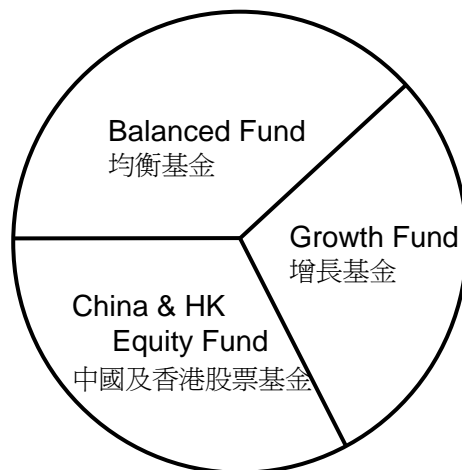 Balanced Fund
均衡基金
Growth Fund
增長基金
China & HK
Equity Fund
中國及香港股票基金